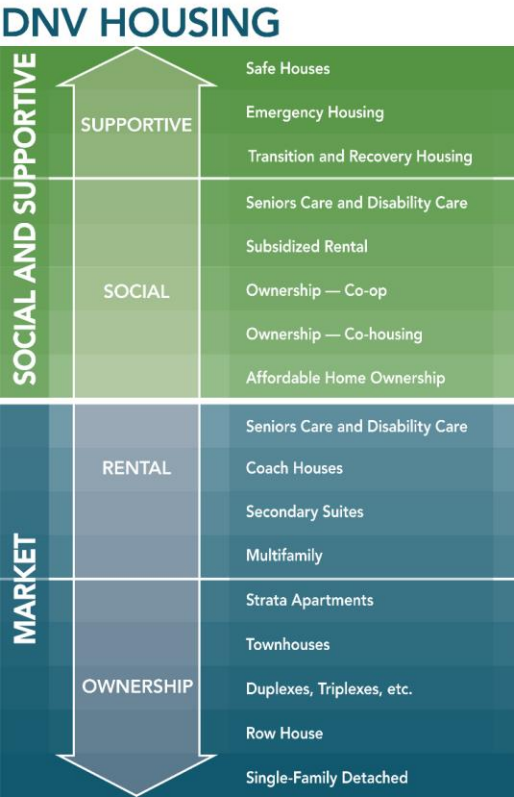 DNV HOUSING
SOCIAL AND SUPPORTIVE
SUPPORTIVE
Safe Houses
Emergency Housing
Transition and Recovery Housing
SOCIAL
Seniors Care and Disability Care
Subsidized Rental
Ownership — Co-op
Ownership — Co-housing
Affordable Home Ownership
MARKET
RENTAL
Seniors Care and Disability Care
Coach Houses
Secondary Suites
Multifamily
OWNERSHIP
Strata Apartments
Townhouses
Duplexes, Triplexes, etc.
Row House
Single-Family Detached